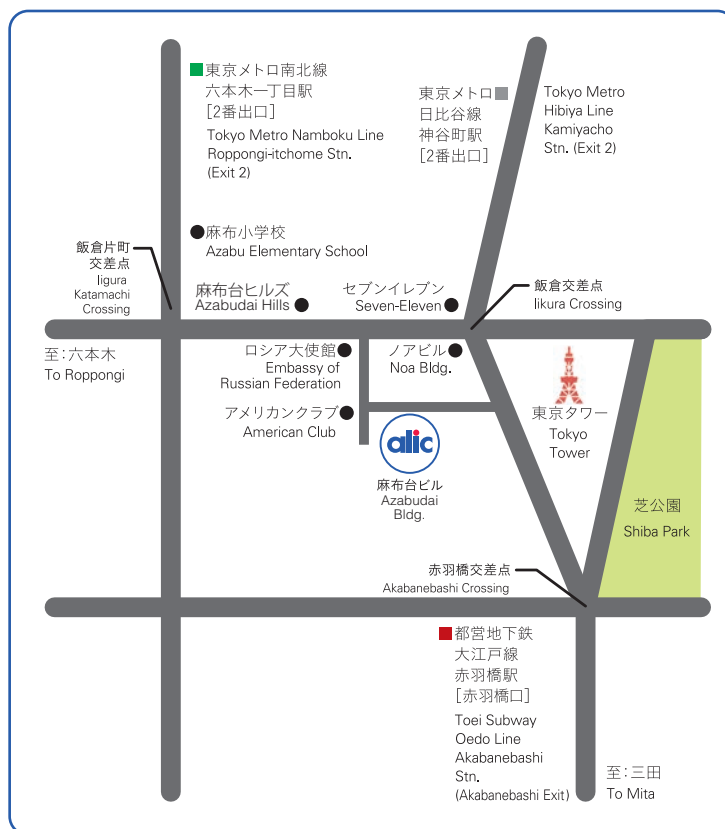 東京メトロ南北線
六本木一丁目駅
[2番出口]
Tokyo Metro Namboku Line
Roppongi-itchome Stn.
(Exit 2)
東京メトロ
日比谷線
神谷町駅
[2番出口]
Tokyo Metro
Hibiya Line
Kamiyacho
Stn. (Exit 2)
麻布小学校
Azabu Elementary School
飯倉片町
交差点
Iigura
Katamachi
Crossing
麻布台ヒルズ
Azabudai Hills
セブンイレブン
Seven-Eleven
飯倉交差点
Iikura Crossing
至:六本木
To Roppongi
ロシア大使館
Embassy of
Russian Federation
ノアビル
Noa Bldg.
アメリカンクラブ
American Club
alic
麻布台ビル
Azabudai
Bldg.
東京タワー
Tokyo
Tower
芝公園
Shiba Park
赤羽橋交差点
Akabanebashi Crossing
都営地下鉄
大江戸線
赤羽橋駅
[赤羽橋口]
Toei Subway
Oedo Line
Akabanebashi
Stn.
(Akabanebashi Exit)
至:三田
To Mita